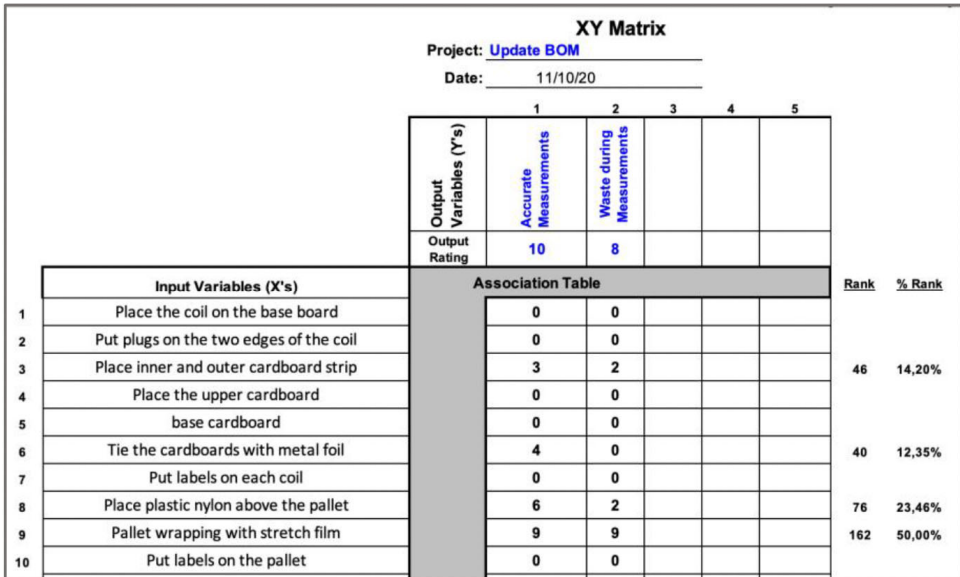 XY Matrix
Project: Update BOM
Date: 11/10/20
1 2 3 4 5
Output Variables (Y's)
Accurate Measurements
Waste during Measurements
Output Rating 10 8
Input Variables (X's) Association Table Rank % Rank
1 Place the coil on the base board 0 0
2 Put plugs on the two edges of the coil 0 0
3 Place inner and outer cardboard strip 3 2 46 14,20%
4 Place the upper cardboard 0 0
5 base cardboard 0 0
6 Tie the cardboards with metal foil 4 0 40 12,35%
7 Put labels on each coil 0 0
8 Place plastic nylon above the pallet 6 2 76 23,46%
9 Pallet wrapping with stretch film 9 9 162 50,00%
10 Put labels on the pallet 0 0